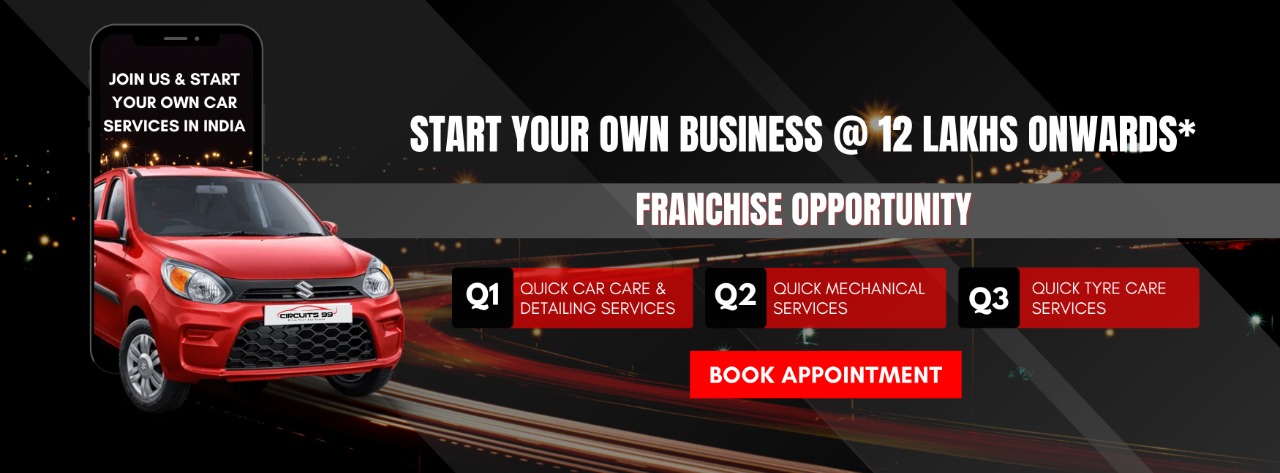 JOIN US & START
YOUR OWN CAR
SERVICES IN INDIA
START YOUR OWN BUSINESS @ 12 LAKHS ONWARDS*
FRANCHISE OPPORTUNITY
Q1
QUICK CAR CARE &
DETAILING SERVICES
Q2
QUICK MECHANICAL
SERVICES
Q3
QUICK TYRE CARE
SERVICES
BOOK APPOINTMENT
CIRCUITS 99